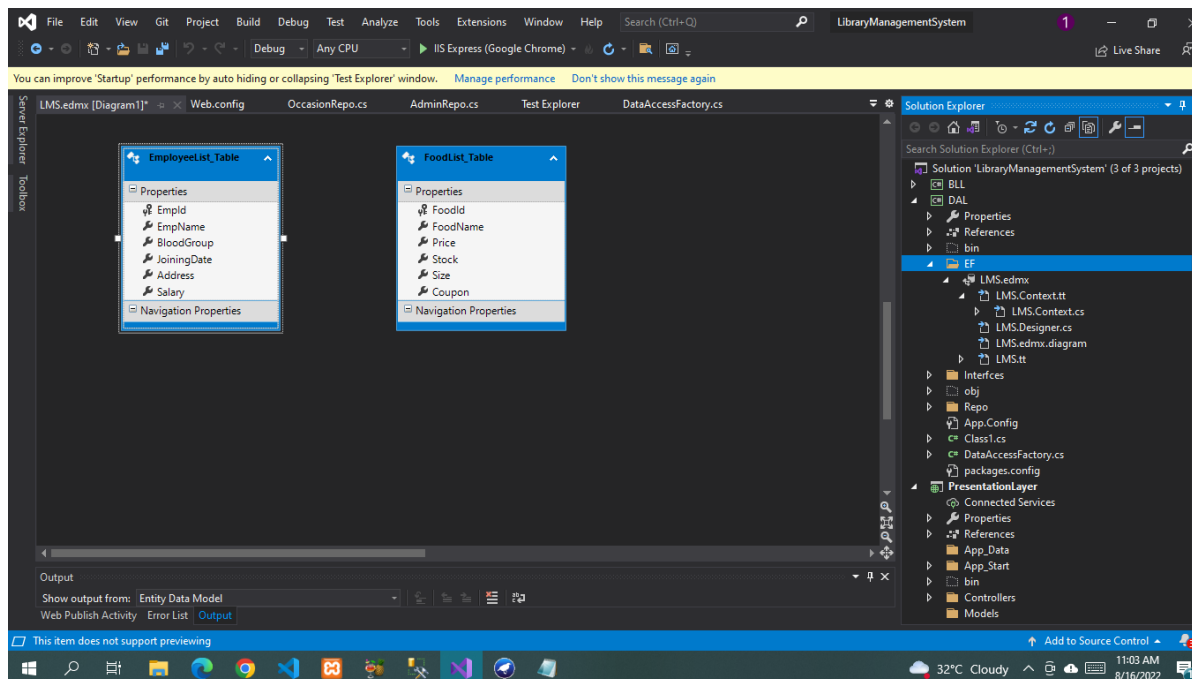 File Edit View Git Project Build Debug Test Analyze Tools Extensions Window Help Search (Ctrl+Q) LibraryManagementSystem 1
Debug Any CPU IIS Express (Google Chrome) Live Share
You can improve 'Startup' performance by auto hiding or collapsing 'Test Explorer' window. Manage performance Don't show this message again
Server Explorer
Toolbox
LMS.edmx [Diagram1]* Web.config OccasionRepo.cs AdminRepo.cs Test Explorer DataAccessFactory.cs
EmployeeList_Table
Properties
EmpId
EmpName
BloodGroup
JoiningDate
Address
Salary
Navigation Properties
FoodList_Table
Properties
FoodId
FoodName
Price
Stock
Size
Coupon
Navigation Properties
Output
Show output from: Entity Data Model
Web Publish Activity Error List Output
Solution Explorer
Search Solution Explorer (Ctrl+;)
Solution 'LibraryManagementSystem' (3 of 3 projects)
BLL
DAL
Properties
References
bin
EF
LMS.edmx
LMS.Context.tt
LMS.Context.cs
LMS.Designer.cs
LMS.edmx.diagram
LMS.tt
Interfces
obj
Repo
App.Config
C# Class1.cs
C# DataAccessFactory.cs
packages.config
PresentationLayer
Connected Services
Properties
References
App_Data
App_Start
bin
Controllers
Models
This item does not support previewing Add to Source Control
32°C Cloudy 11:03 AM
8/16/2022